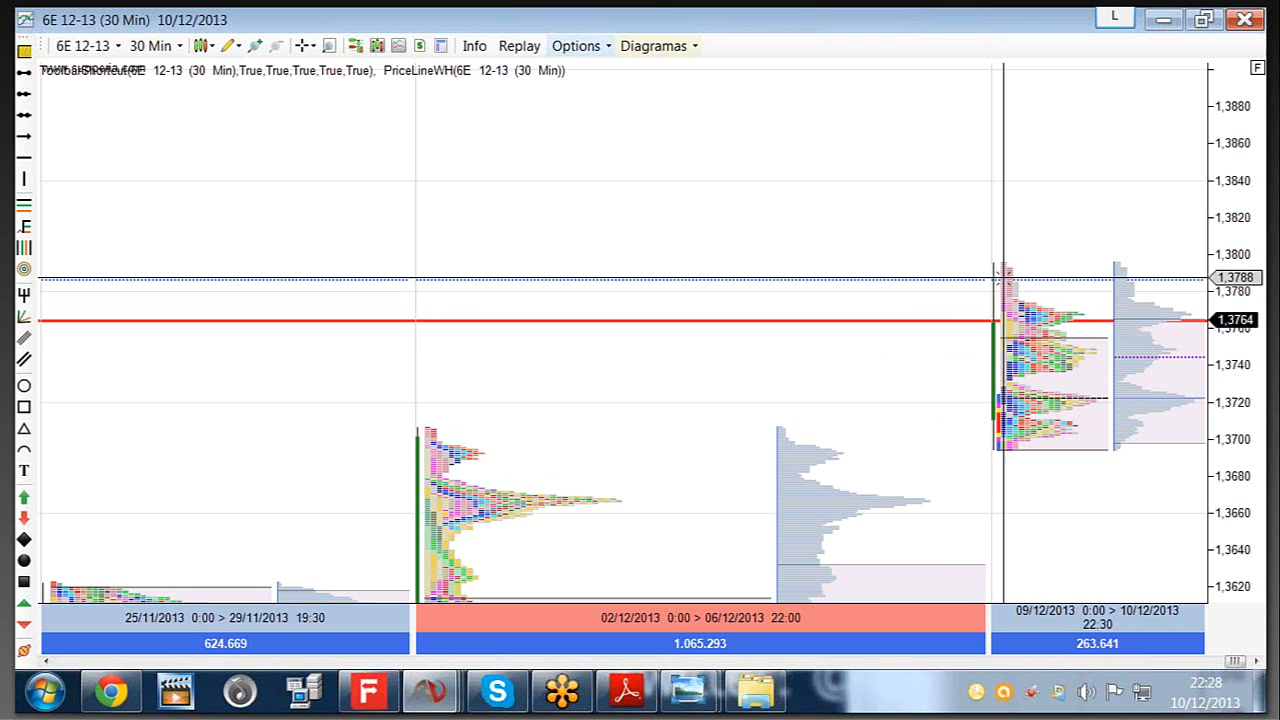 6E 12-13 (30 Min) 10/12/2013
L
6E 12-13 30 Min Info Replay Options Diagramas
(6E 12-13 (30 Min),True,True,True,True,True), PriceLineWH(6E 12-13 (30 Min))
F
1,3880
1,3860
1,3840
1,3820
1,3800
1,3788
1,3780
1,3764
1,3760
1,3740
1,3720
1,3700
1,3680
1,3660
1,3640
1,3620
E
T
25/11/2013 0:00 > 29/11/2013 19:30
02/12/2013 0:00 > 06/12/2013 22:00
09/12/2013 0:00 > 10/12/2013
22:30
624.669
1.065.293
263.641
F
S
22:28
10/12/2013